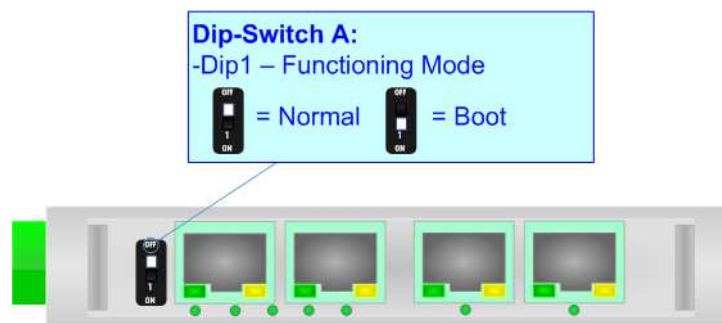 Dip-Switch A:
-Dip1 – Functioning Mode
OFF
1
ON
= Normal
OFF
1
ON
= Boot
OFF
1
ON